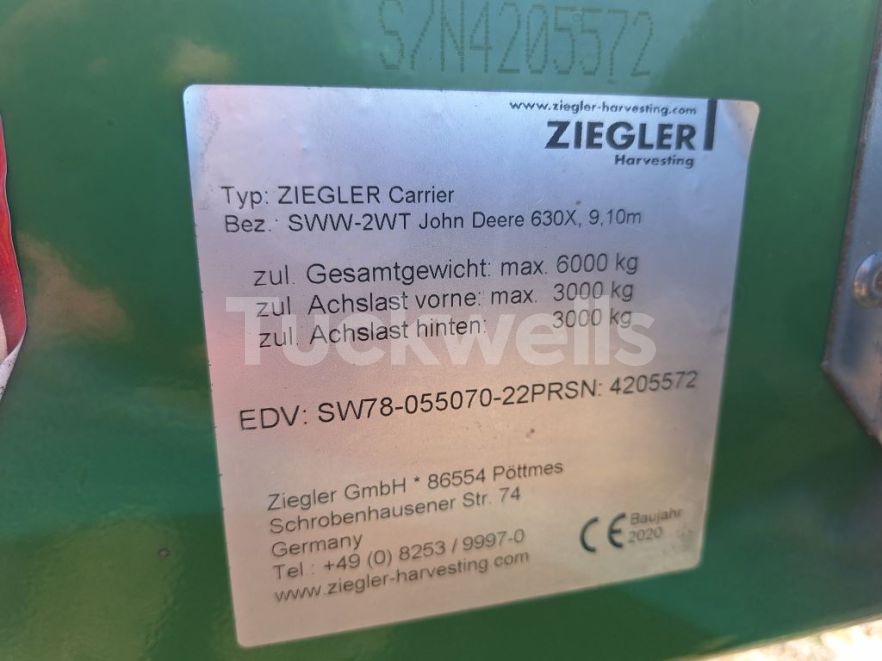 S/N4205572
www.ziegler-harvesting.com
ZIEGLER
Harvesting
Typ: ZIEGLER Carrier
Bez.: SWW-2WT John Deere 630X, 9,10m
zul. Gesamtgewicht: max. 6000 kg
zul. Achslast vorne: max. 3000 kg
zul. Achslast hinten: 3000 kg
Tuckwells
EDV: SW78-055070-22PRSN: 4205572
Ziegler GmbH * 86554 Pöttmes
Schrobenhausener Str. 74
Germany
Tel.: +49 (0) 8253 / 9997-0
www.ziegler-harvesting.com
CE Baujahr
2020